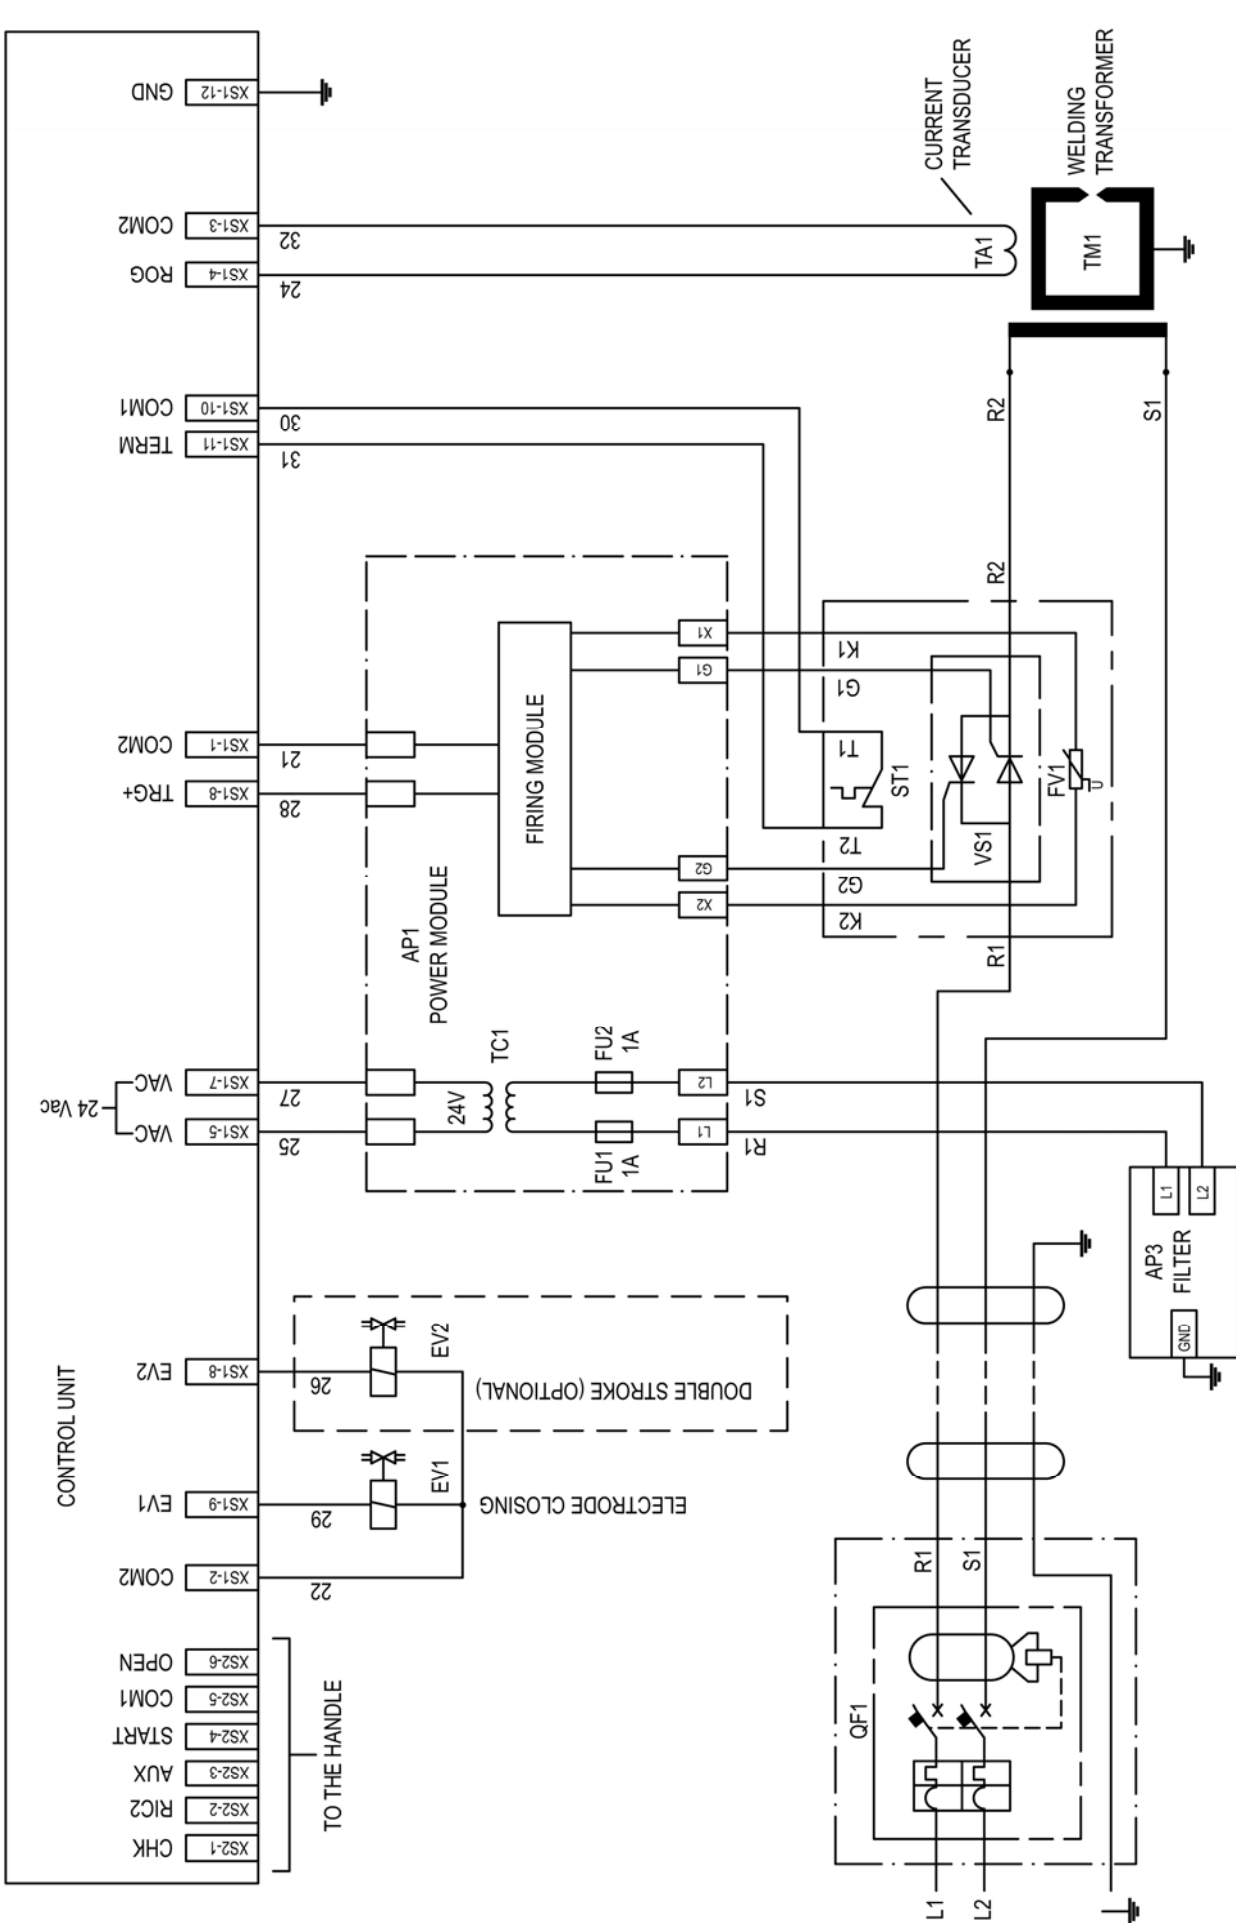 CONTROL UNIT
GND
XS1-12
COM2
XS1-3
32
ROG
XS1-4
24
COM1
XS1-10
30
TERM
XS1-11
31
COM2
XS1-1
21
TRG+
XS1-8
28
24 Vac
VAC
XS1-7
27
VAC
XS1-5
25
EV2
XS1-8
26
EV1
XS1-9
29
COM2
XS1-2
22
OPEN
XS2-6
COM1
XS2-5
START
XS2-4
AUX
XS2-3
RIC2
XS2-2
CHK
XS2-1
TO THE HANDLE
EV2
DOUBLE STROKE (OPTIONAL)
EV1
ELECTRODE CLOSING
AP1
POWER MODULE
FIRING MODULE
X1
G1
G2
X2
24V
TC1
FU2
1A
FU1
1A
L2
L1
S1
R1
K1
G1
T1
ST1
T2
G2
K2
VS1
FV1
U
R2
R2
S1
R1
CURRENT
TRANSDUCER
TA1
WELDING
TRANSFORMER
TM1
L1
L2
AP3
FILTER
GND
R1
S1
QF1
L1
L2